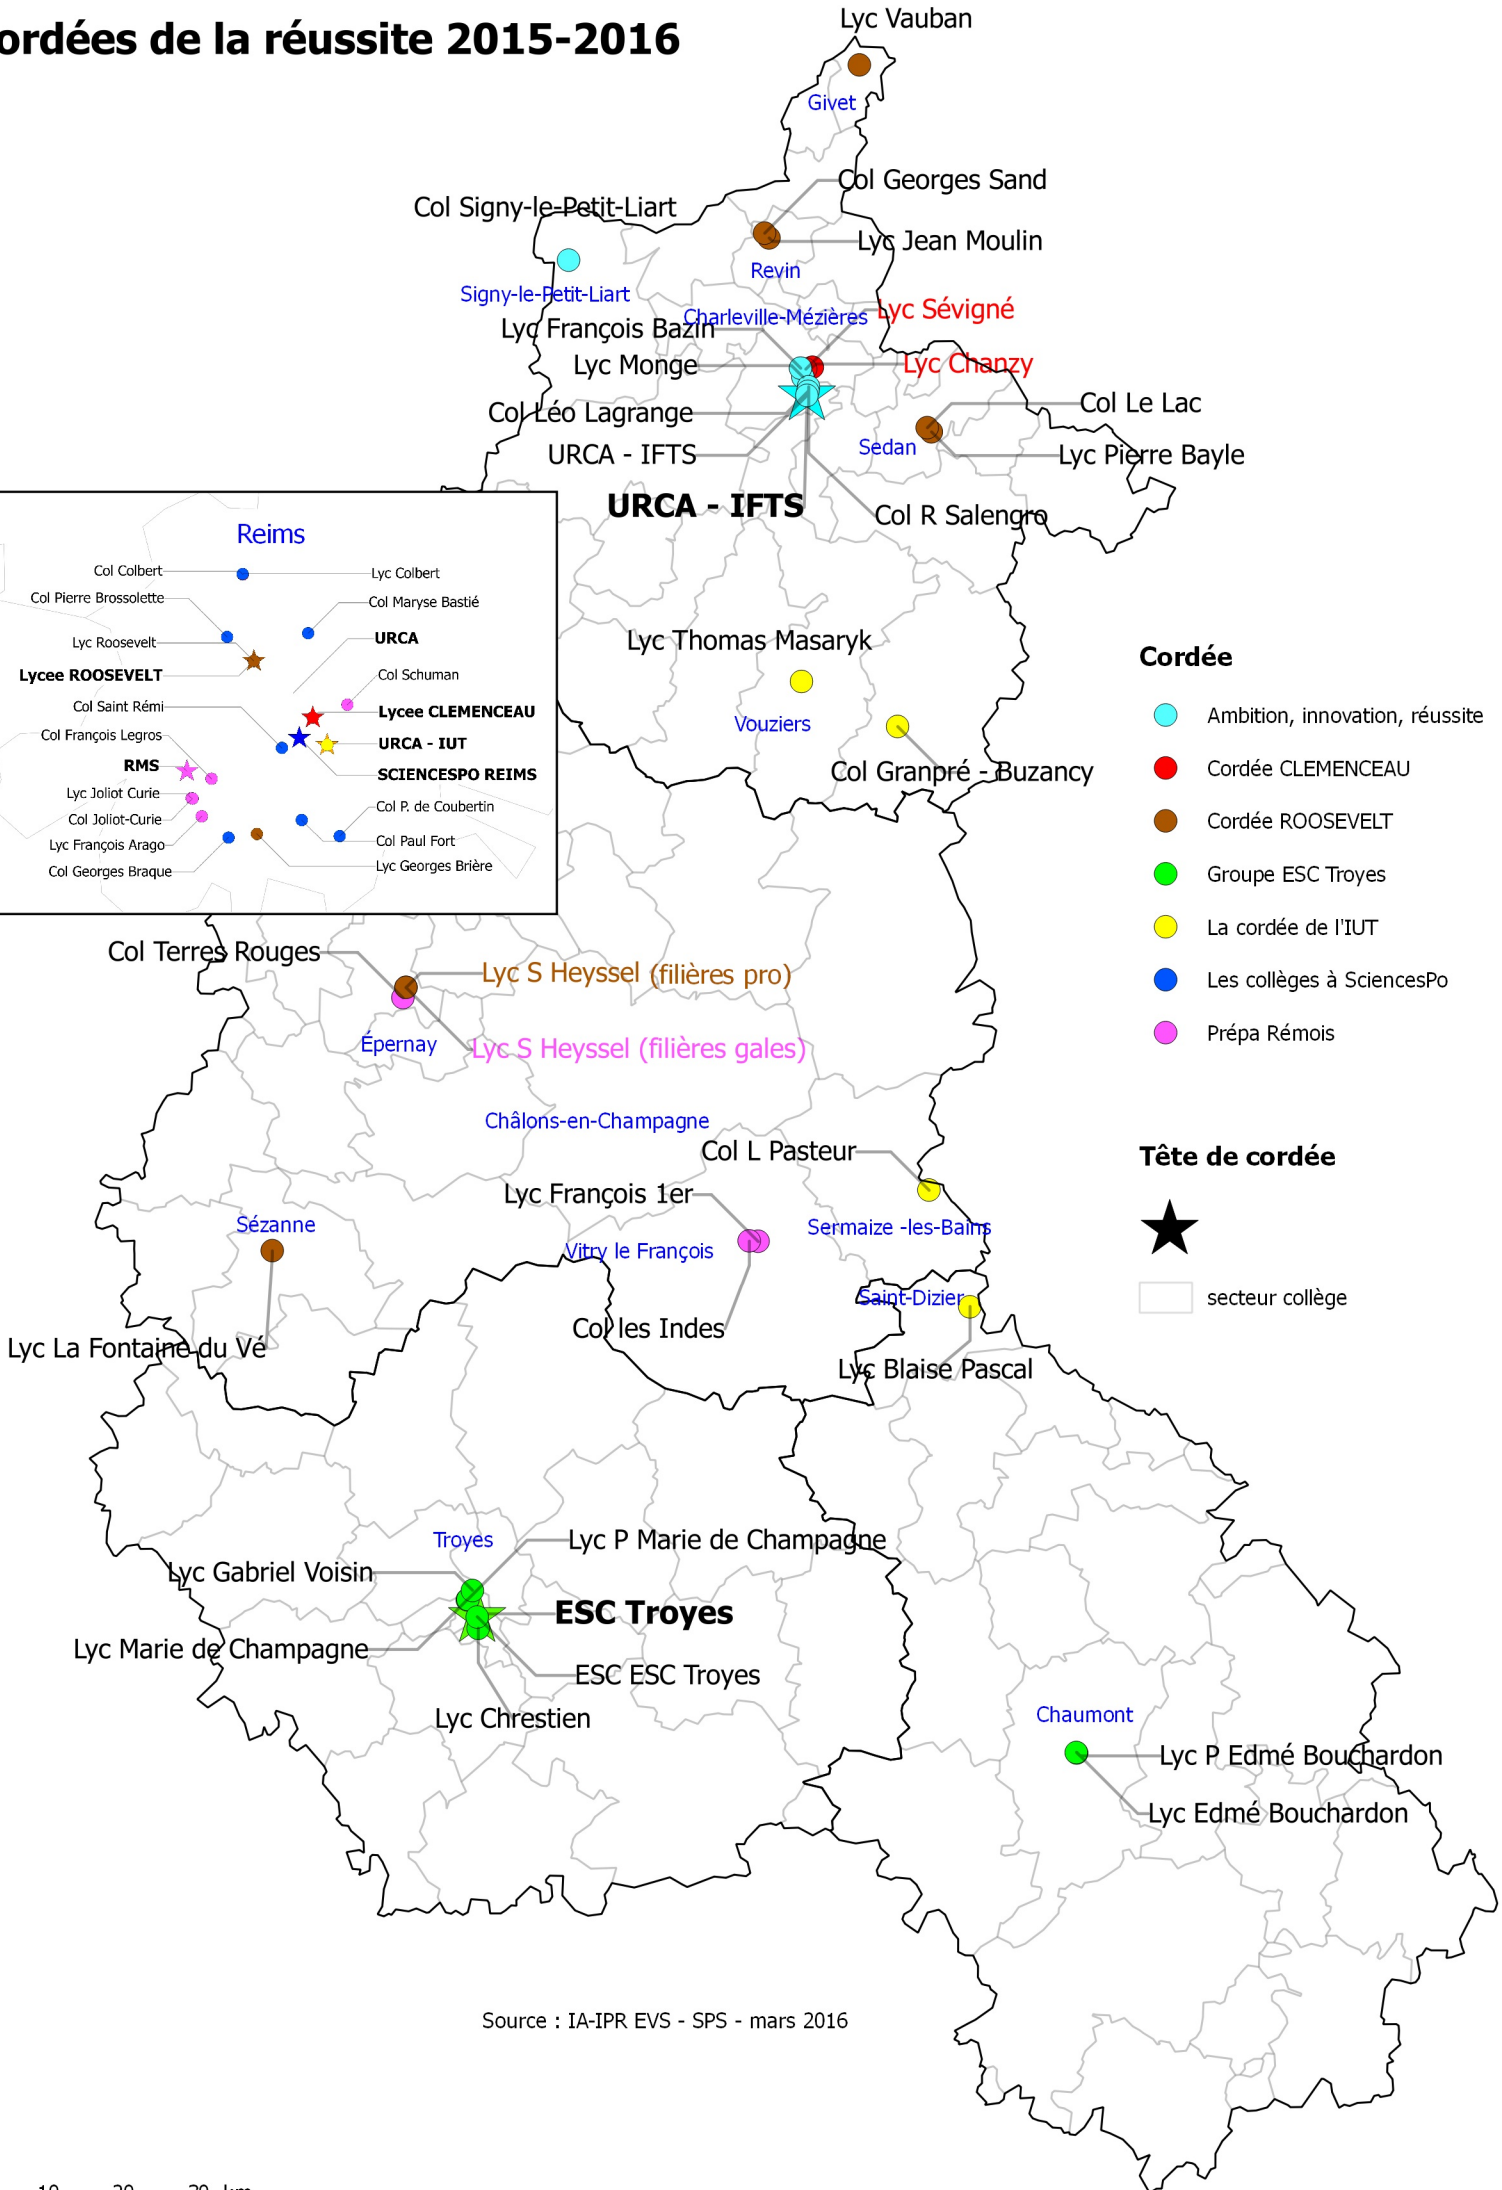 ordées de la réussite 2015-2016
Lyc Vauban
Givet
Col Georges Sand
Col Signy-le-Petit-Liart
Lyc Jean Moulin
Revin
Signy-le-Petit-Liart
Lyc Sévigné
Charleville-Mézières
Lyc François Bazin
Lyc Monge
Lyc Chanzy
Col Le Lac
Col Léo Lagrange
Sedan
URCA - IFTS
Lyc Pierre Bayle
URCA - IFTS
Col R Salengro
Reims
Col Colbert
Lyc Colbert
Col Pierre Brossolette
Col Maryse Bastié
Lyc Roosevelt
URCA
Lycee ROOSEVELT
Col Schuman
Col Saint Rémi
Lycee CLEMENCEAU
Col François Legros
URCA - IUT
RMS
SCIENCESPO REIMS
Lyc Joliot Curie
Col P. de Coubertin
Col Joliot-Curie
Lyc François Arago
Col Paul Fort
Col Georges Braque
Lyc Georges Brière
Lyc Thomas Masaryk
Vouziers
Col Granpré - Buzancy
Cordée
Ambition, innovation, réussite
Cordée CLEMENCEAU
Cordée ROOSEVELT
Groupe ESC Troyes
La cordée de l'IUT
Les collèges à SciencesPo
Prépa Rémois
Tête de cordée
secteur collège
Col Terres Rouges
Lyc S Heyssel (filières pro)
Épernay
Lyc S Heyssel (filières gales)
Châlons-en-Champagne
Col L Pasteur
Lyc François 1er
Sézanne
Sermaize -les-Bains
Vitry le François
Saint-Dizier
Col les Indes
Lyc La Fontaine du Vé
Lyc Blaise Pascal
Troyes
Lyc P Marie de Champagne
Lyc Gabriel Voisin
ESC Troyes
Lyc Marie de Champagne
ESC ESC Troyes
Lyc Chrestien
Chaumont
Lyc P Edmé Bouchardon
Lyc Edmé Bouchardon
Source : IA-IPR EVS - SPS - mars 2016